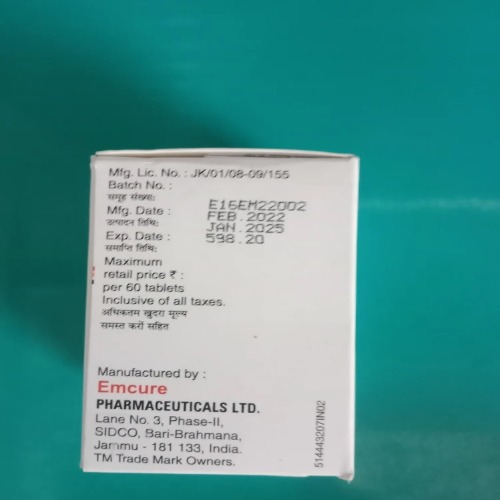 Mfg. Lic. No. : JK/01/08-09/155
Batch No. :
समूह संख्या:
E16EM22002
Mfg. Date :
FEB.2022
उत्पादन तिथि:
JAN.2025
Exp. Date :
598.20
समाप्ति तिथि:
Maximum
retail price ₹ :
per 60 tablets
Inclusive of all taxes.
अधिकतम खुदरा मूल्य
समस्त करों सहित
Manufactured by :
Emcure
PHARMACEUTICALS LTD.
Lane No. 3, Phase-II,
SIDCO, Bari-Brahmana,
Jammu - 181 133, India.
TM Trade Mark Owners.
514443207IN02